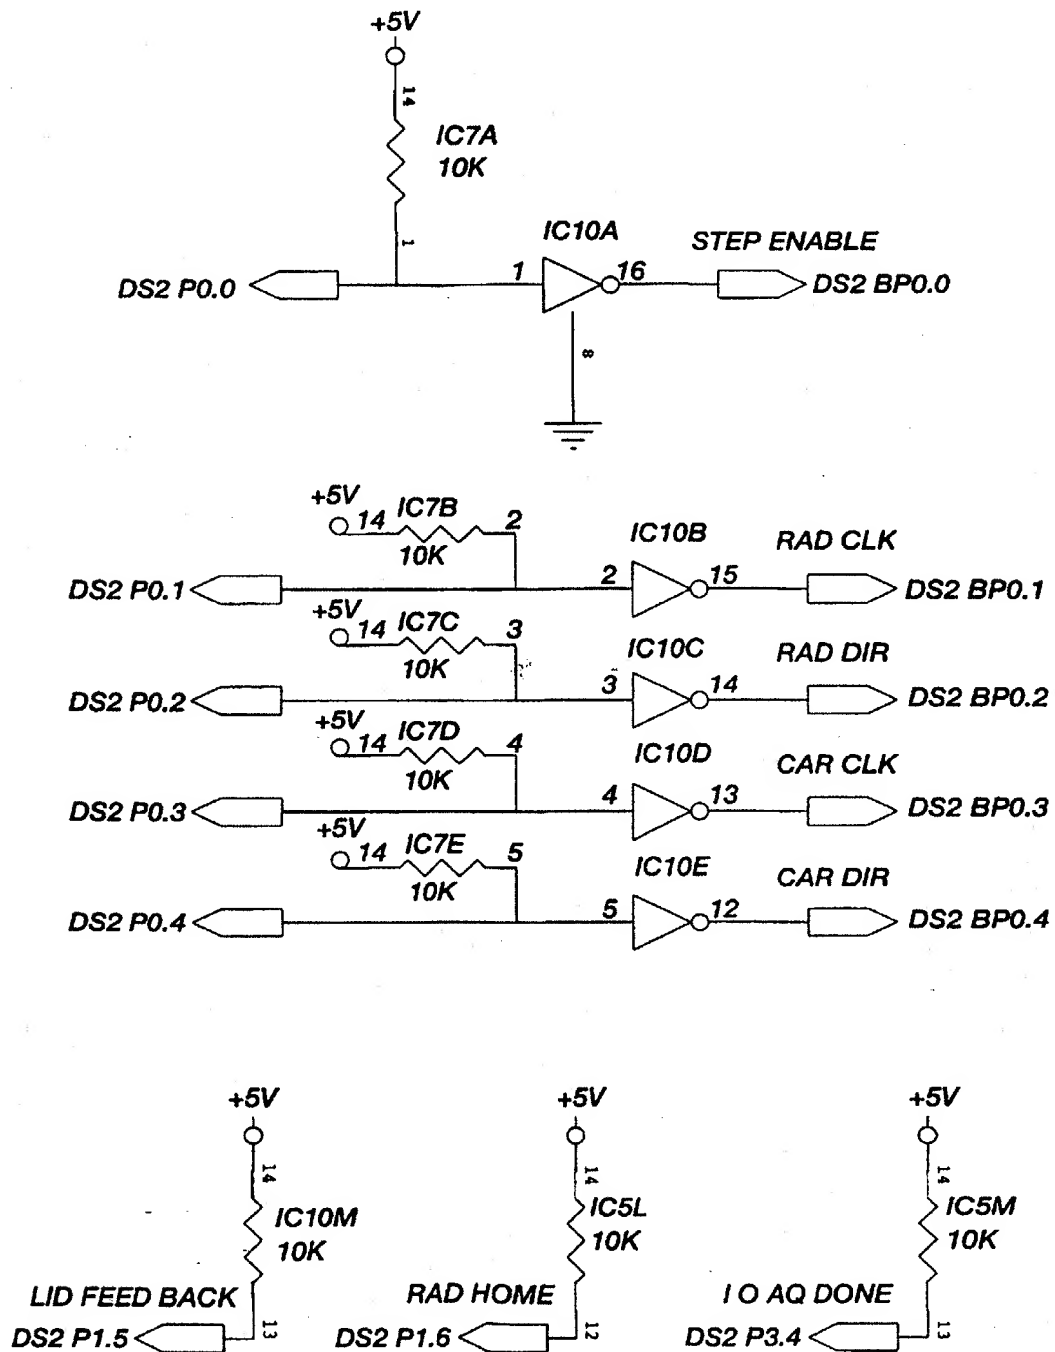 +5V
14
IC7A
10K
1
IC10A
STEP ENABLE
DS2 P0.0
1
16
DS2 BP0.0
8
+5V
14
IC7B
2
10K
IC10B
RAD CLK
DS2 P0.1
2
15
DS2 BP0.1
+5V
14
IC7C
3
10K
IC10C
RAD DIR
DS2 P0.2
3
14
DS2 BP0.2
+5V
14
IC7D
4
10K
IC10D
CAR CLK
DS2 P0.3
4
13
DS2 BP0.3
+5V
14
IC7E
5
10K
IC10E
CAR DIR
DS2 P0.4
5
12
DS2 BP0.4
+5V
14
IC10M
10K
LID FEED BACK
DS2 P1.5
13
+5V
14
IC5L
10K
RAD HOME
DS2 P1.6
12
+5V
14
IC5M
10K
I O AQ DONE
DS2 P3.4
13